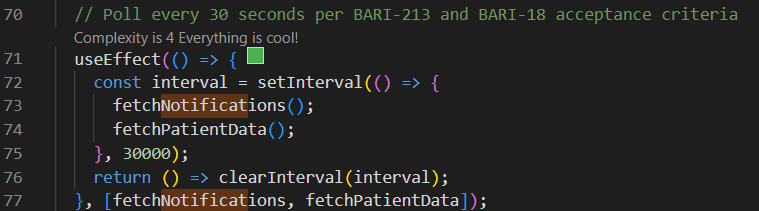 70 // Poll every 30 seconds per BARI-213 and BARI-18 acceptance criteria
Complexity is 4 Everything is cool!
71 useEffect(() => {
72 const interval = setInterval(() => {
73 fetchNotifications();
74 fetchPatientData();
75 }, 30000);
76 return () => clearInterval(interval);
77 }, [fetchNotifications, fetchPatientData]);